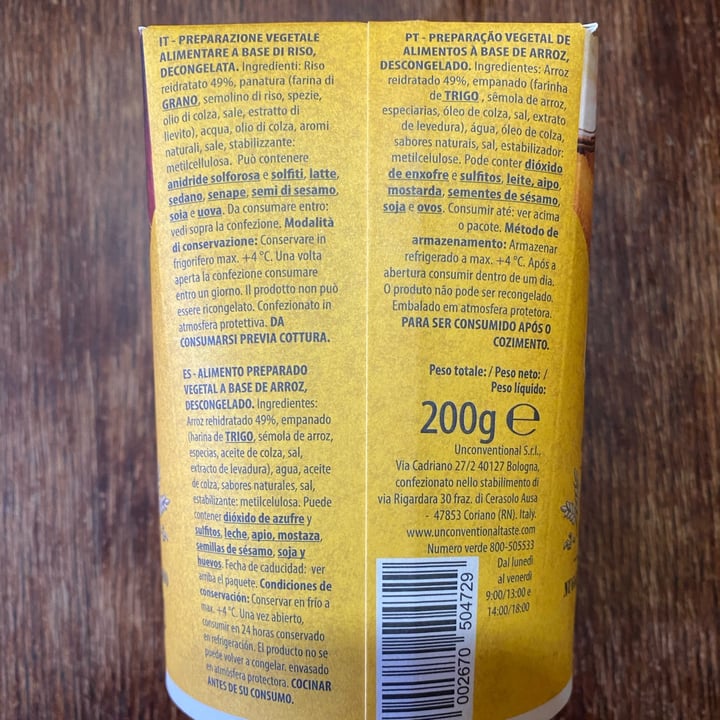 IT - PREPARAZIONE VEGETALE
ALIMENTARE A BASE DI RISO,
DECONGELATA. Ingredienti: Riso
reidratato 49%, panatura (farina di
GRANO, semolino di riso, spezie,
olio di colza, sale, estratto di
lievito), acqua, olio di colza, aromi
naturali, sale, stabilizzante:
metilcellulosa. Può contenere
anidride solforosa e solfiti, latte,
sedano, senape, semi di sesamo,
soia e uova. Da consumare entro:
vedi sopra la confezione. Modalità
di conservazione: Conservare in
frigorifero max. +4 °C. Una volta
aperta la confezione consumare
entro un giorno. Il prodotto non può
essere ricongelato. Confezionato in
atmosfera protettiva. DA
CONSUMARSI PREVIA COTTURA.
ES - ALIMENTO PREPARADO
VEGETAL A BASE DE ARROZ,
DESCONGELADO. Ingredientes:
Arroz rehidratado 49%, empanado
(harina de TRIGO, sémola de arroz,
especias, aceite de colza, sal,
extracto de levadura), agua, aceite
de colza, sabores naturales, sal,
estabilizante: metilcelulosa. Puede
contener dióxido de azufre y
sulfitos, leche, apio, mostaza,
semillas de sésamo, soja y
huevos. Fecha de caducidad: ver
arriba el paquete. Condiciones de
conservación: Conservar en frío a
max. +4 °C. Una vez abierto,
consumir en 24 horas conservado
en refrigeración. El producto no se
puede volver a congelar. envasado
en atmósfera protectora. COCINAR
ANTES DE SU CONSUMO.
PT - PREPARAÇÃO VEGETAL DE
ALIMENTOS À BASE DE ARROZ,
DESCONGELADO. Ingredientes: Arroz
reidratado 49%, empanado (farinha
de TRIGO , sêmola de arroz,
especiarias, óleo de colza, sal, extrato
de levedura), água, óleo de colza,
sabores naturais, sal, estabilizador:
metilcelulose. Pode conter dióxido
de enxofre e sulfitos, leite, aipo,
mostarda, sementes de sésamo,
soja e ovos. Consumir até: ver acima
o pacote. Método de
armazenamento: Armazenar
refrigerado a max. +4°C. Após a
abertura consumir dentro de um dia.
O produto não pode ser recongelado.
Embalado em atmosfera protetora.
PARA SER CONSUMIDO APÓS O
COZIMENTO.
Peso totale: / Peso neto: /
Peso líquido:
200g ℮
Unconventional S.r.l.,
Via Cadriano 27/2 40127 Bologna,
confezionato nello stabilimento di
via Rigardara 30 fraz. di Cerasolo Ausa
- 47853 Coriano (RN). Italy.
www.unconventionaltaste.com
Numero verde 800-505533
Dal lunedì
al venerdì
9:00/13:00 e
14:00/18:00
002670 504729